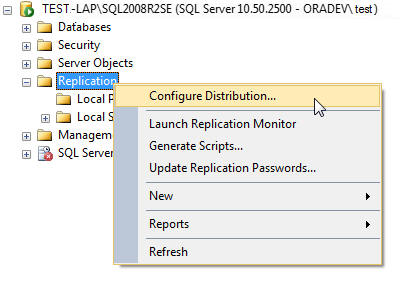 TEST.-LAP\SQL2008R2SE (SQL Server 10.50.2500 - ORADEV\ test )
Databases
Security
Server Objects
Replication
Configure Distribution...
Local P
Launch Replication Monitor
Local S
Generate Scripts...
Manageme
Update Replication Passwords...
SQL Server
New
Reports
Refresh